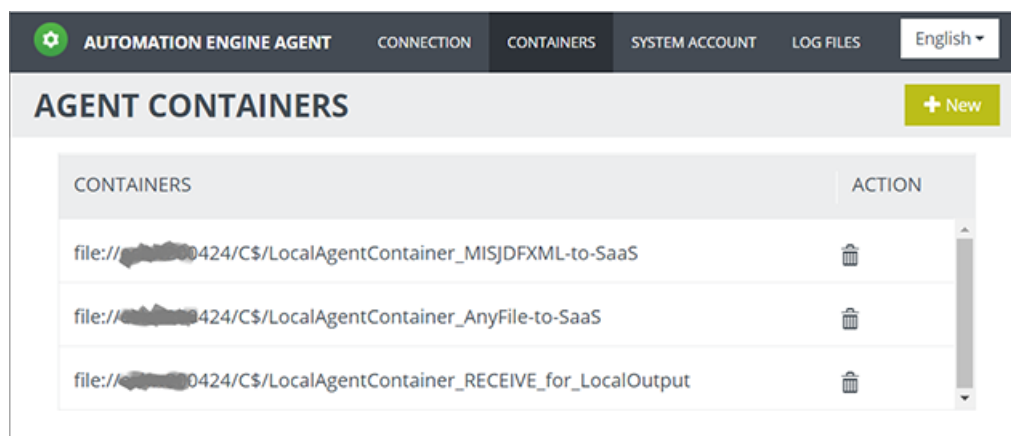 AUTOMATION ENGINE AGENT CONNECTION CONTAINERS SYSTEM ACCOUNT LOG FILES English
AGENT CONTAINERS + New
CONTAINERS ACTION
file:// 0424/C$/LocalAgentContainer_MISJDFXML-to-SaaS
file:// 424/C$/LocalAgentContainer_AnyFile-to-SaaS
file:// 0424/C$/LocalAgentContainer_RECEIVE_for_LocalOutput